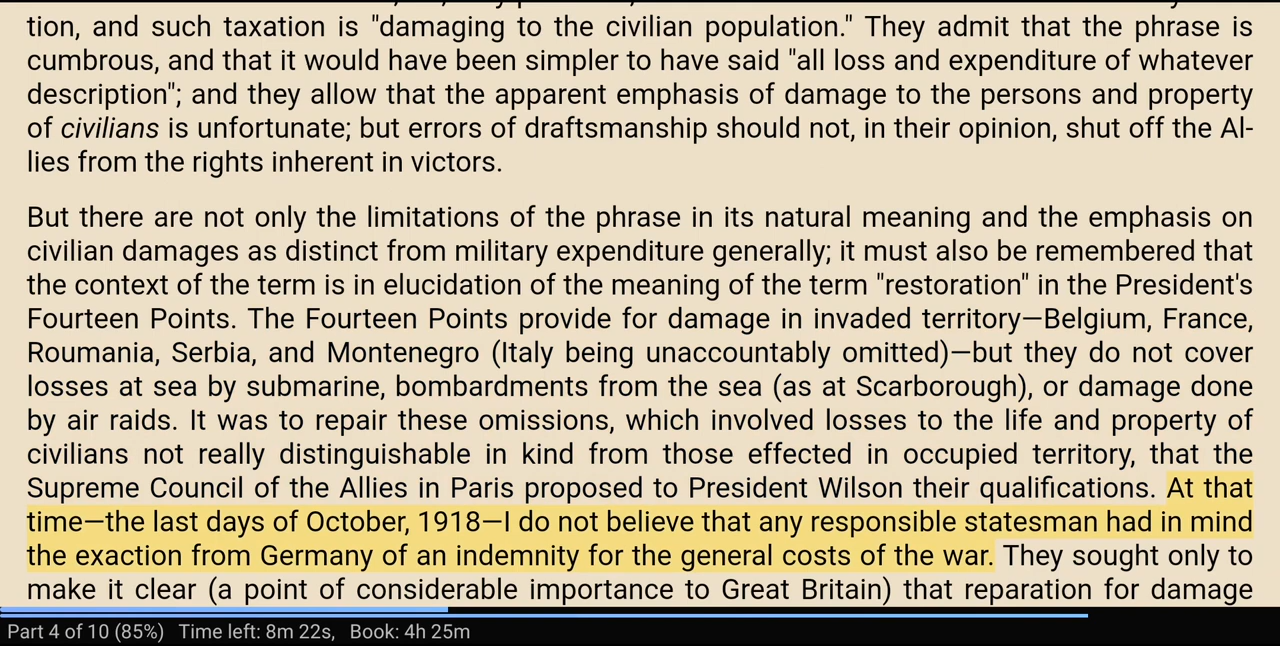 tion, and such taxation is "damaging to the civilian population." They admit that the phrase is
cumbrous, and that it would have been simpler to have said "all loss and expenditure of whatever
description"; and they allow that the apparent emphasis of damage to the persons and property
of civilians is unfortunate; but errors of draftsmanship should not, in their opinion, shut off the Al-
lies from the rights inherent in victors.
But there are not only the limitations of the phrase in its natural meaning and the emphasis on
civilian damages as distinct from military expenditure generally; it must also be remembered that
the context of the term is in elucidation of the meaning of the term "restoration" in the President's
Fourteen Points. The Fourteen Points provide for damage in invaded territory—Belgium, France,
Roumania, Serbia, and Montenegro (Italy being unaccountably omitted)—but they do not cover
losses at sea by submarine, bombardments from the sea (as at Scarborough), or damage done
by air raids. It was to repair these omissions, which involved losses to the life and property of
civilians not really distinguishable in kind from those effected in occupied territory, that the
Supreme Council of the Allies in Paris proposed to President Wilson their qualifications. At that
time—the last days of October, 1918—I do not believe that any responsible statesman had in mind
the exaction from Germany of an indemnity for the general costs of the war. They sought only to
make it clear (a point of considerable importance to Great Britain) that reparation for damage
Part 4 of 10 (85%) Time left: 8m 22s, Book: 4h 25m